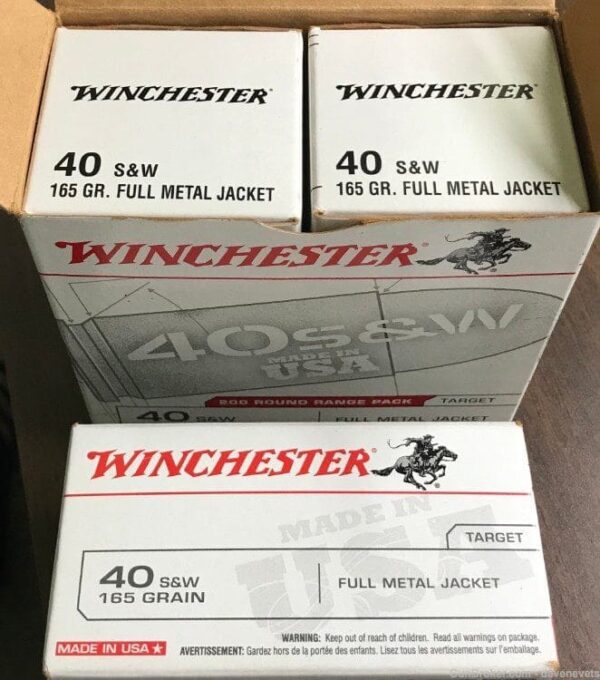 WINCHESTER
40 S&W
165 GR. FULL METAL JACKET
WINCHESTER
40 S&W
165 GR. FULL METAL JACKET
WINCHESTER
40S&W
MADE IN
USA
200 ROUND RANGE PACK TARGET
40 S&W FULL METAL JACKET
WINCHESTER
MADE IN
USA
TARGET
40 S&W
165 GRAIN
FULL METAL JACKET
MADE IN USA ★
WARNING: Keep out of reach of children. Read all warnings on package.
AVERTISSEMENT: Gardez hors de la portée des enfants. Lisez tous les avertissements sur l'emballage.